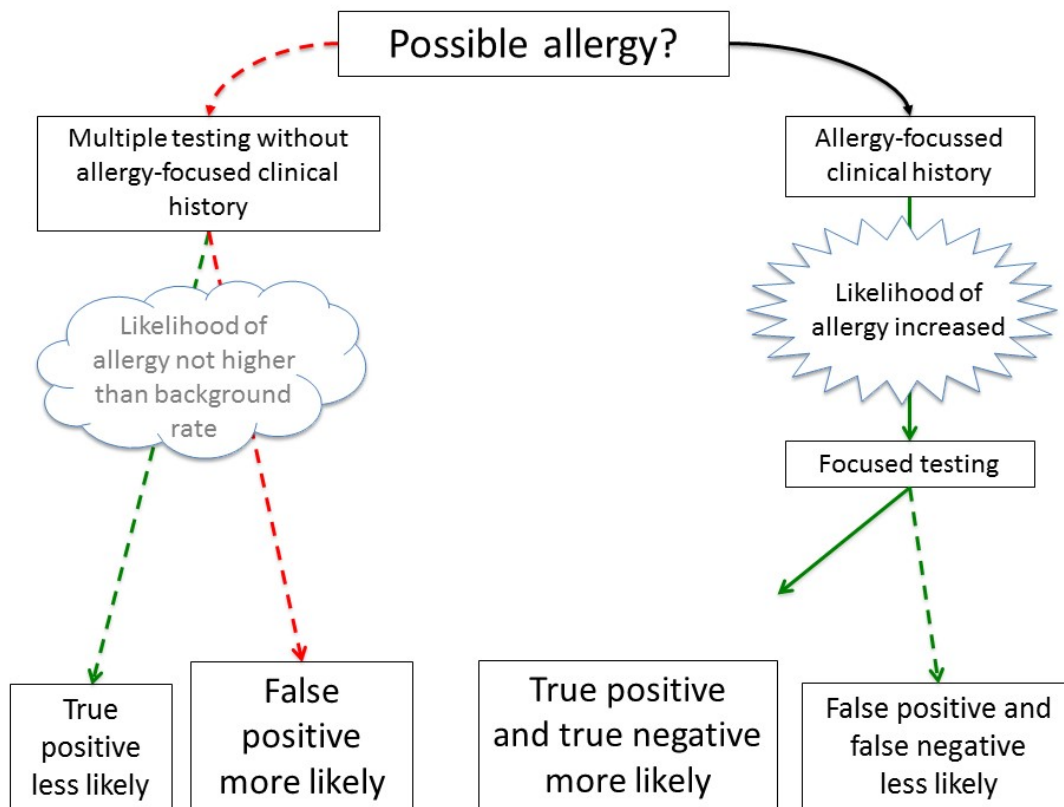 Possible allergy?
Multiple testing without
allergy-focused clinical
history
Allergy-focussed
clinical history
Likelihood of
allergy not higher
than background
rate
Likelihood of
allergy increased
Focused testing
True
positive
less likely
False
positive
more likely
True positive
and true negative
more likely
False positive and
false negative
less likely